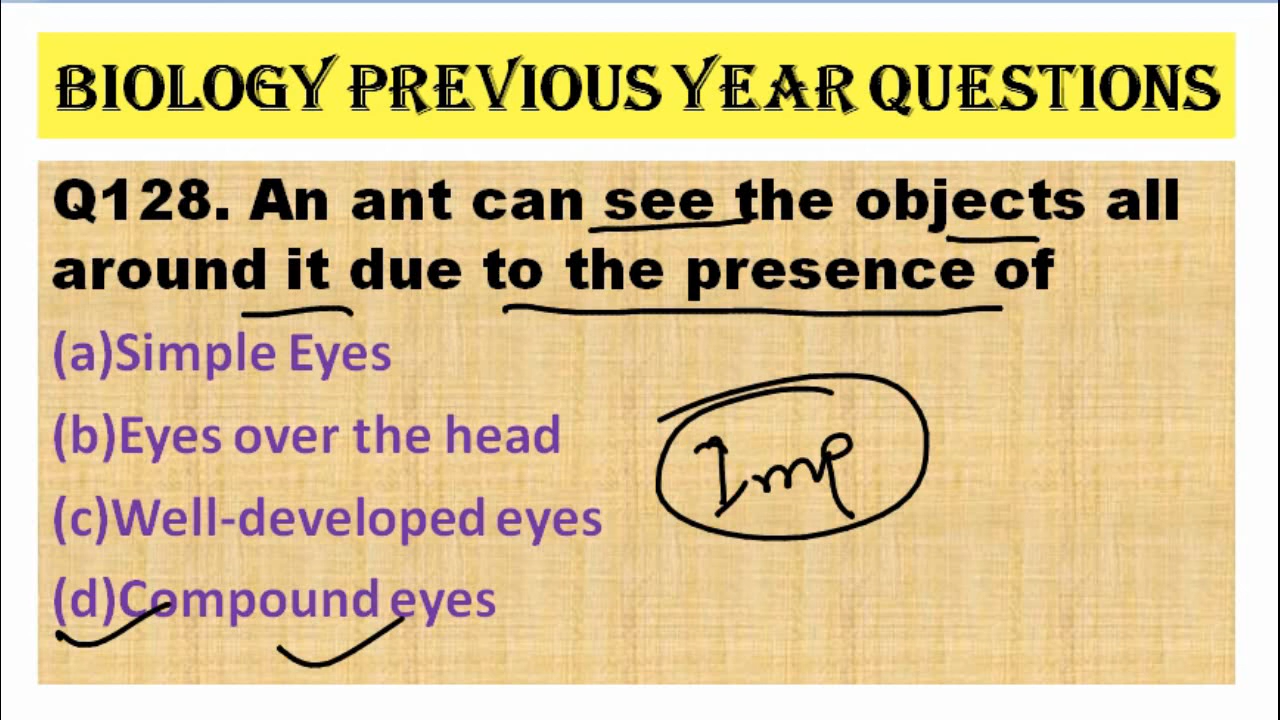 BIOLOGY PREVIOUS YEAR QUESTIONS
Q128. An ant can see the objects all
around it due to the presence of
(a)Simple Eyes
(b)Eyes over the head
(c)Well-developed eyes
(d)Compound eyes
Imp